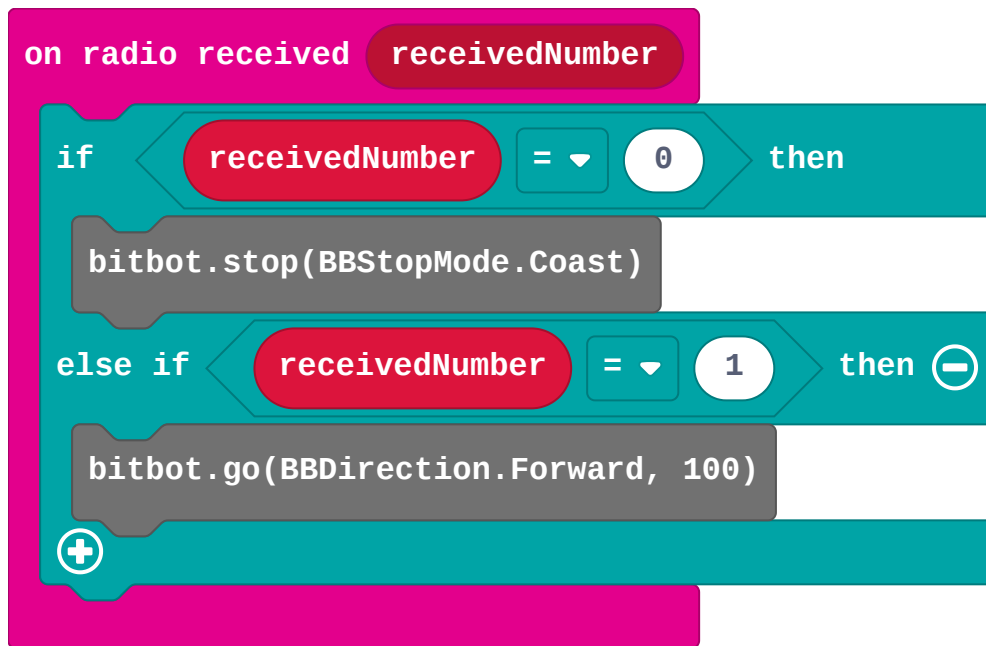 on radio received receivedNumber
if receivedNumber = 0 then
bitbot.stop(BBStopMode.Coast)
else if receivedNumber = 1 then
bitbot.go(BBDirection.Forward, 100)